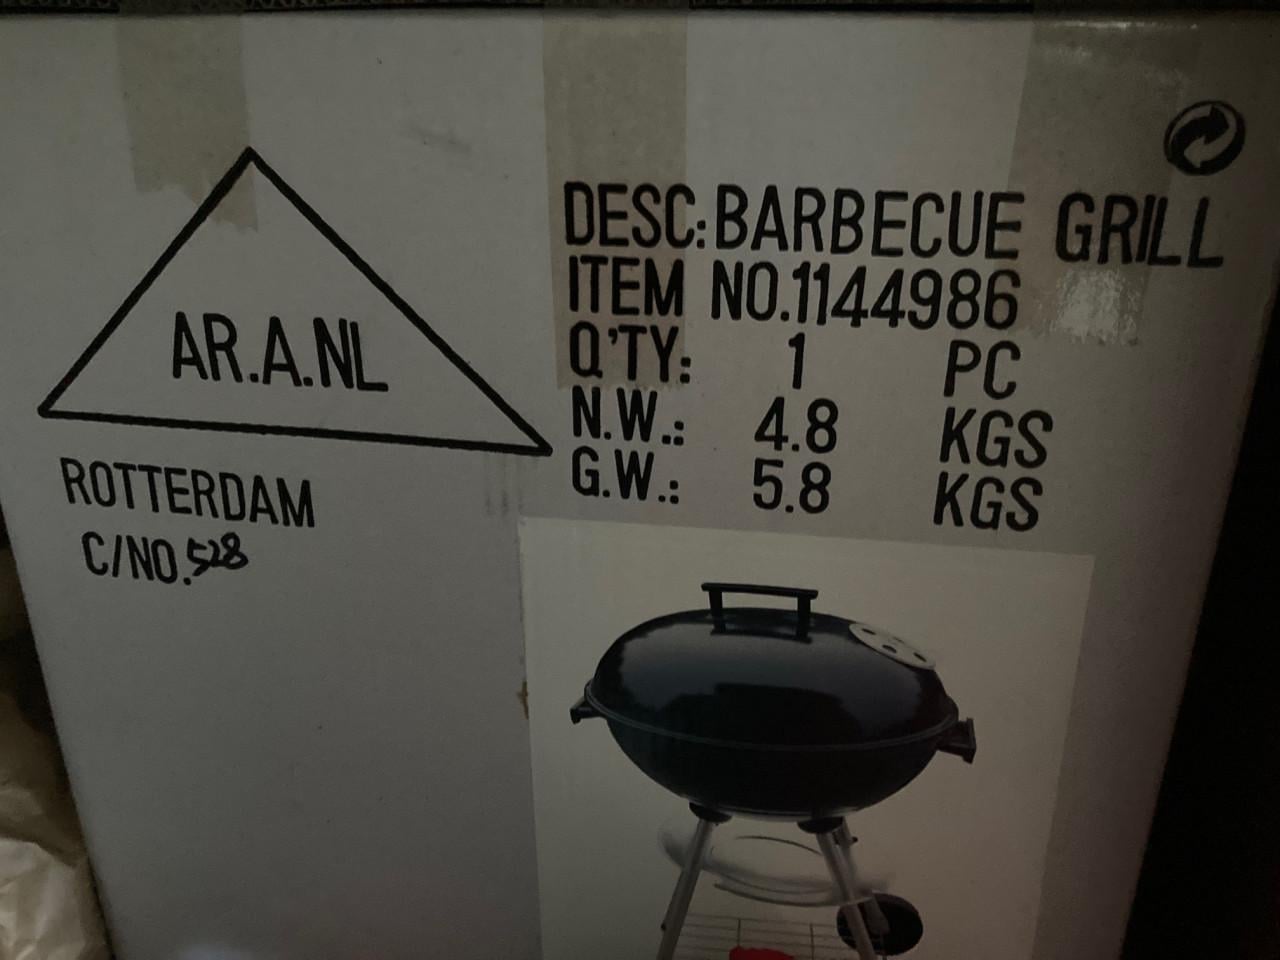 AR.A.NL
ROTTERDAM
C/NO.528
DESC:BARBECUE GRILL
ITEM NO.1144986
Q'TY: 1 PC
N.W.: 4.8 KGS
G.W.: 5.8 KGS